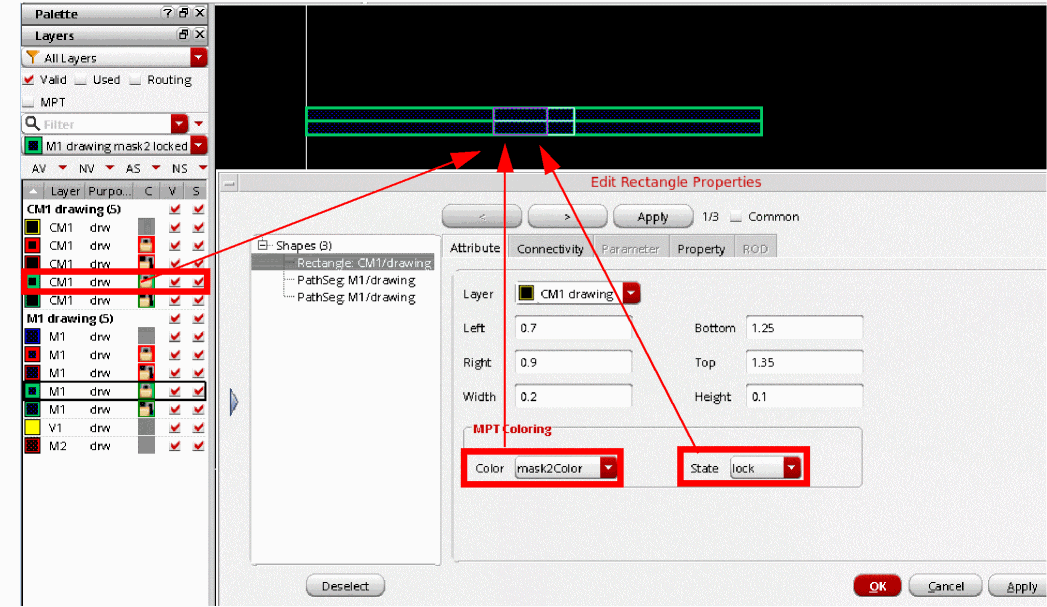 Palette
Layers
All Layers
Valid Used Routing
MPT
Filter
M1 drawing mask2 locked
AV NV AS NS
Layer Purpo... C V S
CM1 drawing (5)
CM1 drw
CM1 drw
CM1 drw
CM1 drw
CM1 drw
M1 drawing (5)
M1 drw
M1 drw
M1 drw
M1 drw
M1 drw
V1 drw
M2 drw
Edit Rectangle Properties
< > Apply 1/3 Common
Shapes (3)
Rectangle: CM1/drawing
PathSeg: M1/drawing
PathSeg: M1/drawing
Attribute Connectivity Parameter Property ROD
Layer CM1 drawing
Left 0.7 Bottom 1.25
Right 0.9 Top 1.35
Width 0.2 Height 0.1
MPT Coloring
Color mask2Color State lock
Deselect
OK Cancel Apply